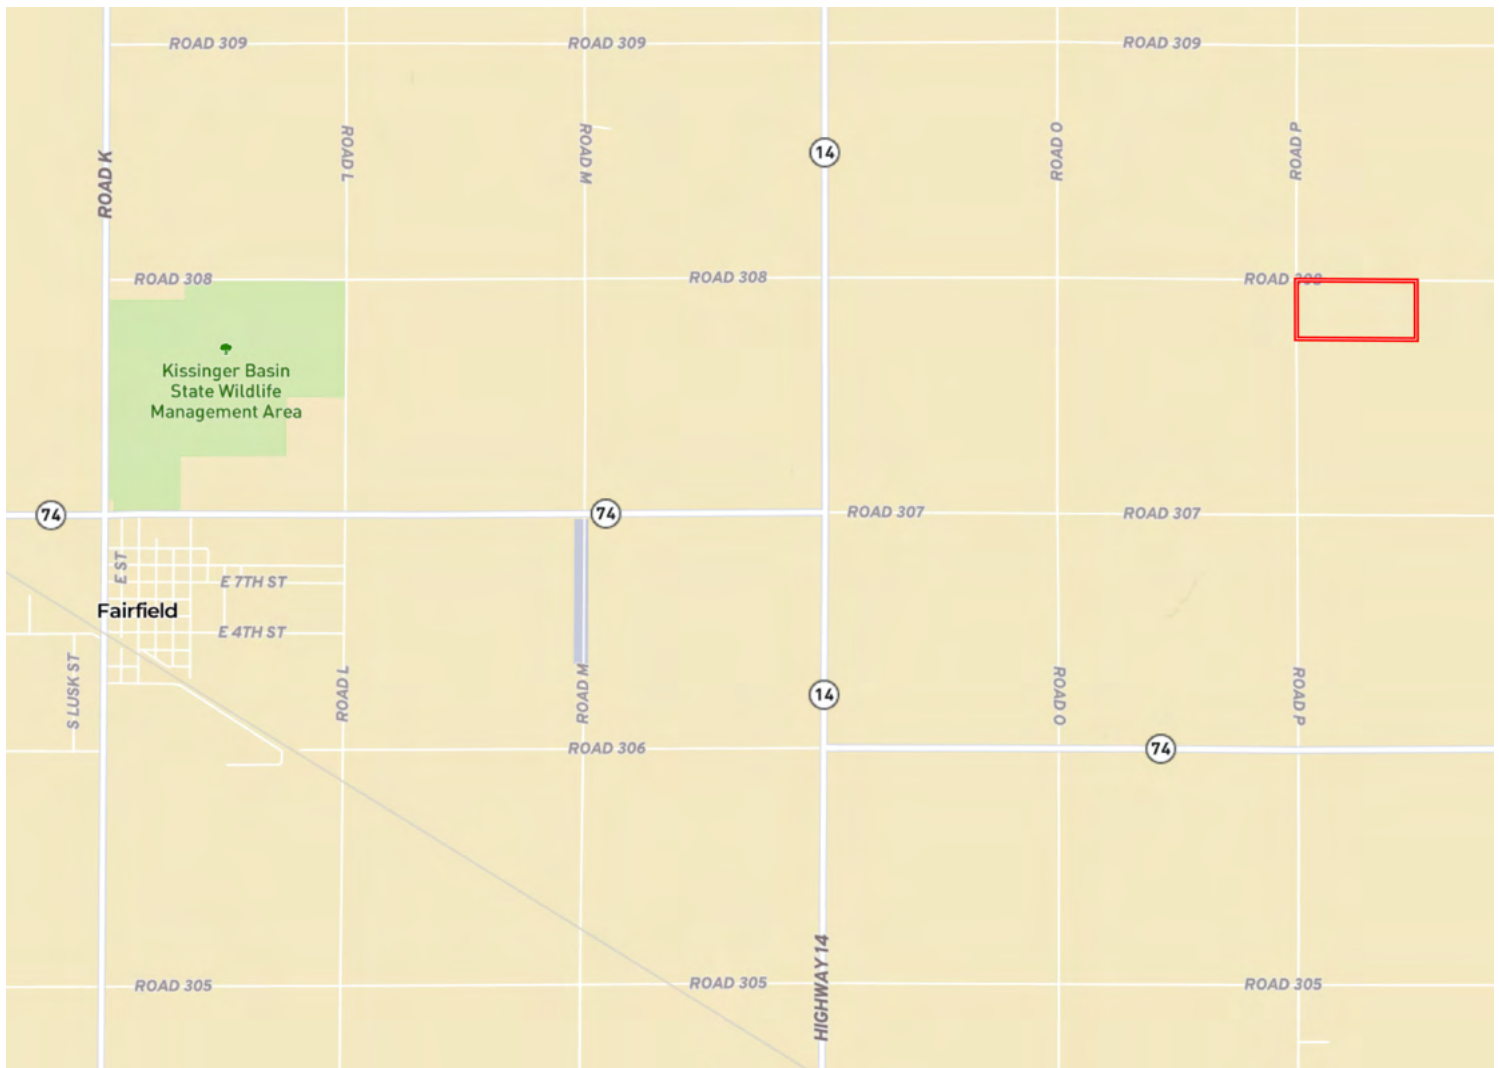 ROAD 309
ROAD 309
ROAD 309
ROAD K
ROAD L
ROAD M
14
ROAD O
ROAD P
ROAD 308
ROAD 308
ROAD 308
Kissinger Basin
State Wildlife
Management Area
74
74
ROAD 307
ROAD 307
E ST
E 7TH ST
Fairfield
E 4TH ST
S LUSK ST
ROAD L
ROAD M
14
ROAD O
ROAD P
ROAD 306
74
HIGHWAY 14
ROAD 305
ROAD 305
ROAD 305